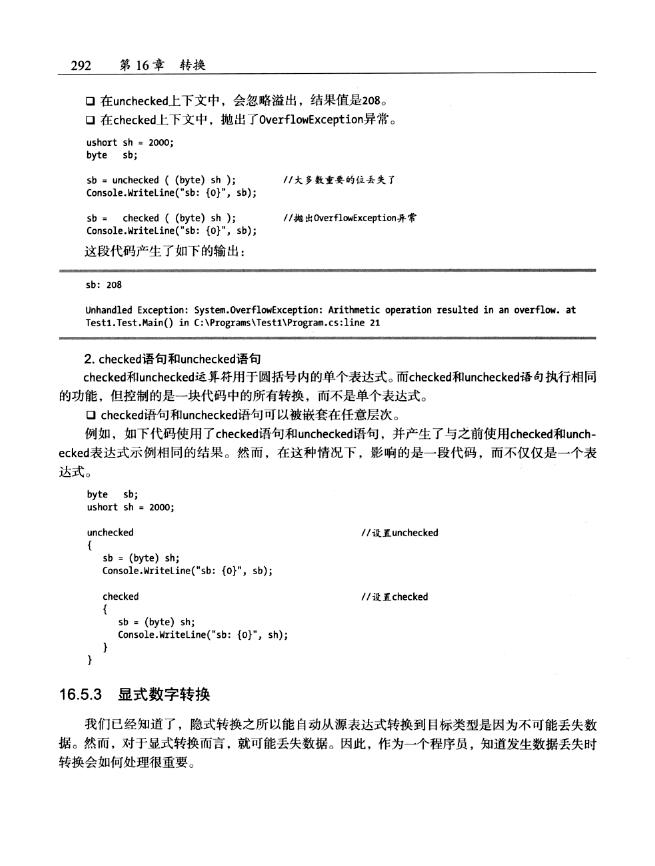 292 第16章 转换
□ 在unchecked上下文中，会忽略溢出，结果值是208。
□ 在checked上下文中，抛出了OverflowException异常。
ushort sh = 2000;
byte sb;
sb = unchecked ( (byte) sh ); //大多数重要的位丢失了
Console.WriteLine("sb: {0}", sb);
sb = checked ( (byte) sh ); //抛出OverflowException异常
Console.WriteLine("sb: {0}", sb);
这段代码产生了如下的输出：
sb: 208
Unhandled Exception: System.OverflowException: Arithmetic operation resulted in an overflow. at
Test1.Test.Main() in C:\Programs\Test1\Program.cs:line 21
2. checked语句和unchecked语句
checked和unchecked运算符用于圆括号内的单个表达式。而checked和unchecked语句执行相同
的功能，但控制的是一块代码中的所有转换，而不是单个表达式。
□ checked语句和unchecked语句可以被嵌套在任意层次。
例如，如下代码使用了checked语句和unchecked语句，并产生了与之前使用checked和unch-
ecked表达式示例相同的结果。然而，在这种情况下，影响的是一段代码，而不仅仅是一个表
达式。
byte sb;
ushort sh = 2000;
unchecked //设置unchecked
{
sb = (byte) sh;
Console.WriteLine("sb: {0}", sb);
checked //设置checked
{
sb = (byte) sh;
Console.WriteLine("sb: {0}", sh);
}
}
16.5.3 显式数字转换
我们已经知道了，隐式转换之所以能自动从源表达式转换到目标类型是因为不可能丢失数
据。然而，对于显式转换而言，就可能丢失数据。因此，作为一个程序员，知道发生数据丢失时
转换会如何处理很重要。